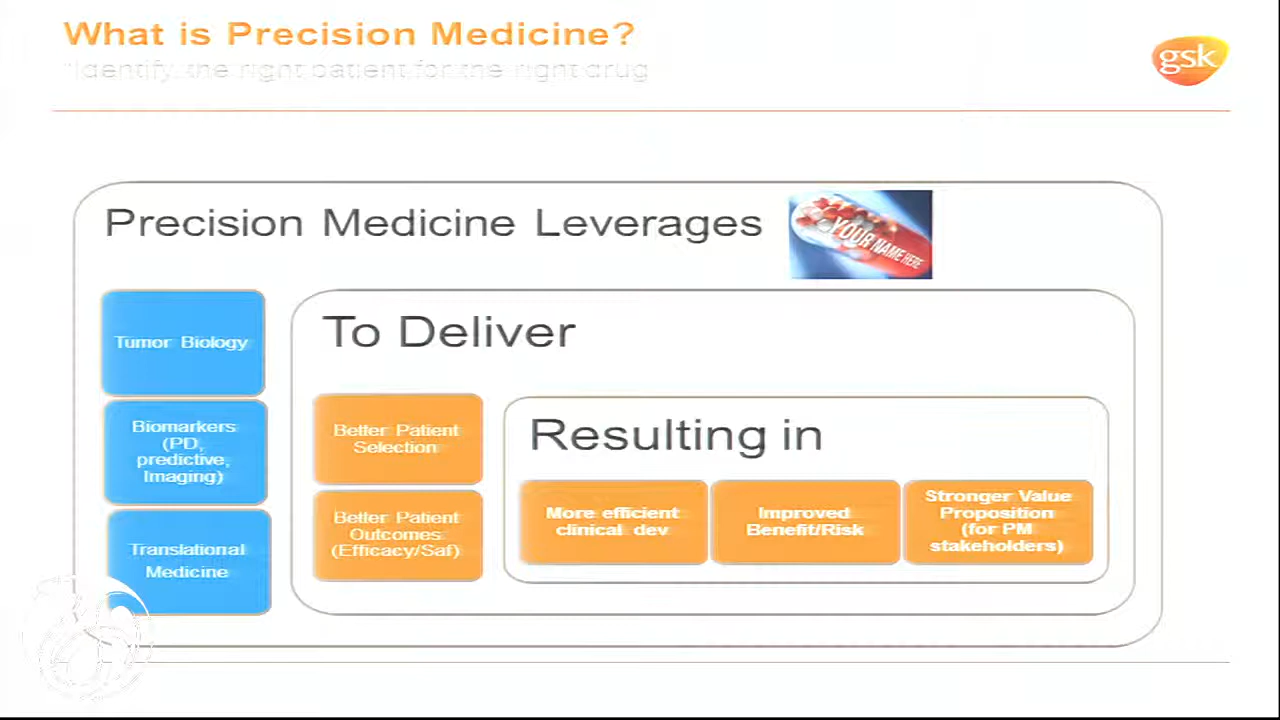 What is Precision Medicine?
"Identify the right patient for the right drug
gsk
Precision Medicine Leverages
YOUR NAME HERE
Tumor Biology
Biomarkers
(PD,
predictive,
Imaging)
Translational
Medicine
To Deliver
Better Patient
Selection
Better Patient
Outcomes
(Efficacy/Saf)
Resulting in
More efficient
clinical dev
Improved
Benefit/Risk
Stronger Value
Proposition
(for PM
stakeholders)